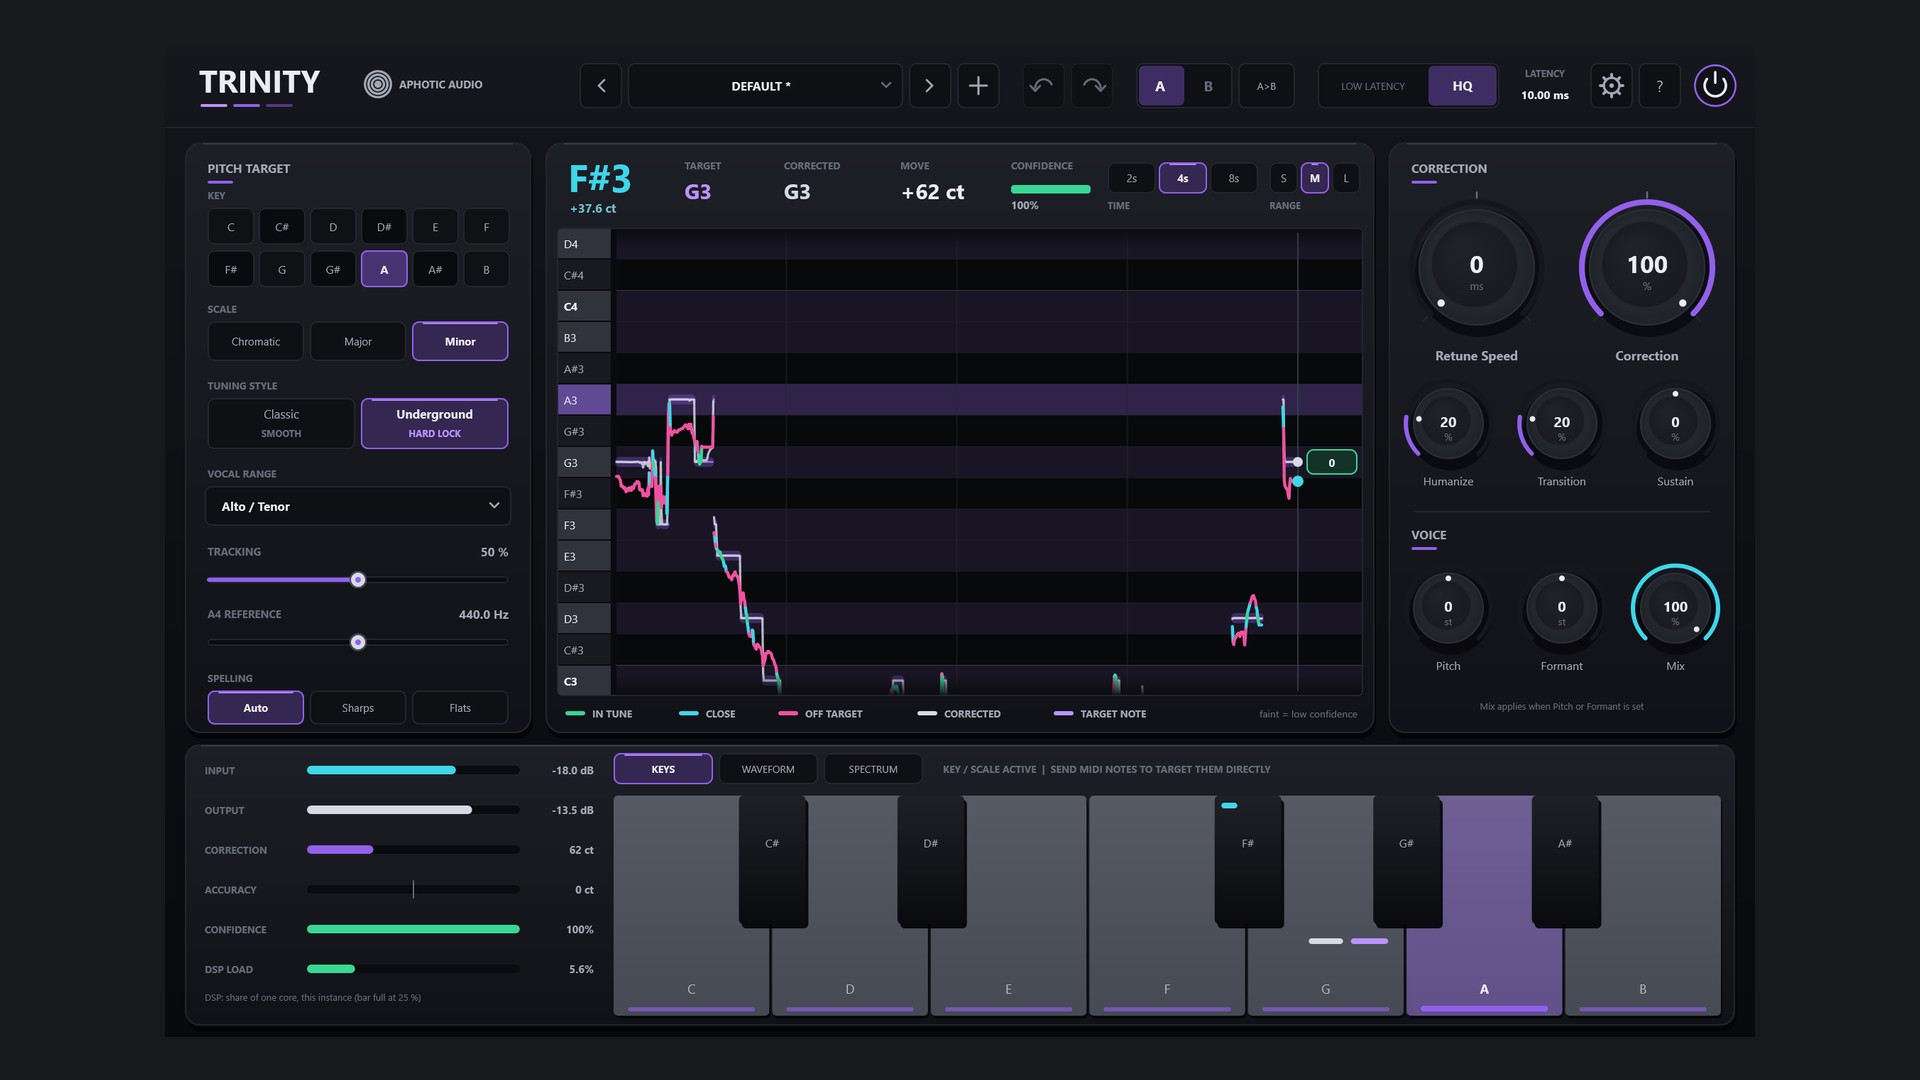 TRINITY
APHOTIC AUDIO
DEFAULT *
A
B
A>B
LOW LATENCY
HQ
LATENCY
10.00 ms
?
PITCH TARGET
KEY
C C# D D# E F
F# G G# A A# B
SCALE
Chromatic Major Minor
TUNING STYLE
Classic
SMOOTH
Underground
HARD LOCK
VOCAL RANGE
Alto / Tenor
TRACKING 50 %
A4 REFERENCE 440.0 Hz
SPELLING
Auto Sharps Flats
F#3
+37.6 ct
TARGET
G3
CORRECTED
G3
MOVE
+62 ct
CONFIDENCE
100%
2s 4s 8s
TIME
S M L
RANGE
D4
C#4
C4
B3
A#3
A3
G#3
G3
0
F#3
F3
E3
D#3
D3
C#3
C3
IN TUNE CLOSE OFF TARGET CORRECTED TARGET NOTE faint = low confidence
CORRECTION
0
ms
Retune Speed
100
%
Correction
20
%
Humanize
20
%
Transition
0
%
Sustain
VOICE
0
st
Pitch
0
st
Formant
100
%
Mix
Mix applies when Pitch or Formant is set
INPUT -18.0 dB
OUTPUT -13.5 dB
CORRECTION 62 ct
ACCURACY 0 ct
CONFIDENCE 100%
DSP LOAD 5.6%
DSP: share of one core, this instance (bar full at 25 %)
KEYS WAVEFORM SPECTRUM KEY / SCALE ACTIVE | SEND MIDI NOTES TO TARGET THEM DIRECTLY
C# D# F# G# A#
C D E F G A B